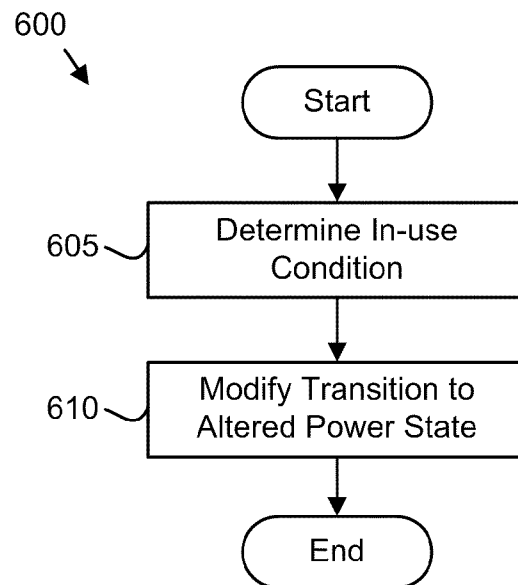 600
Start
605
Determine In-use
Condition
610
Modify Transition to
Altered Power State
End